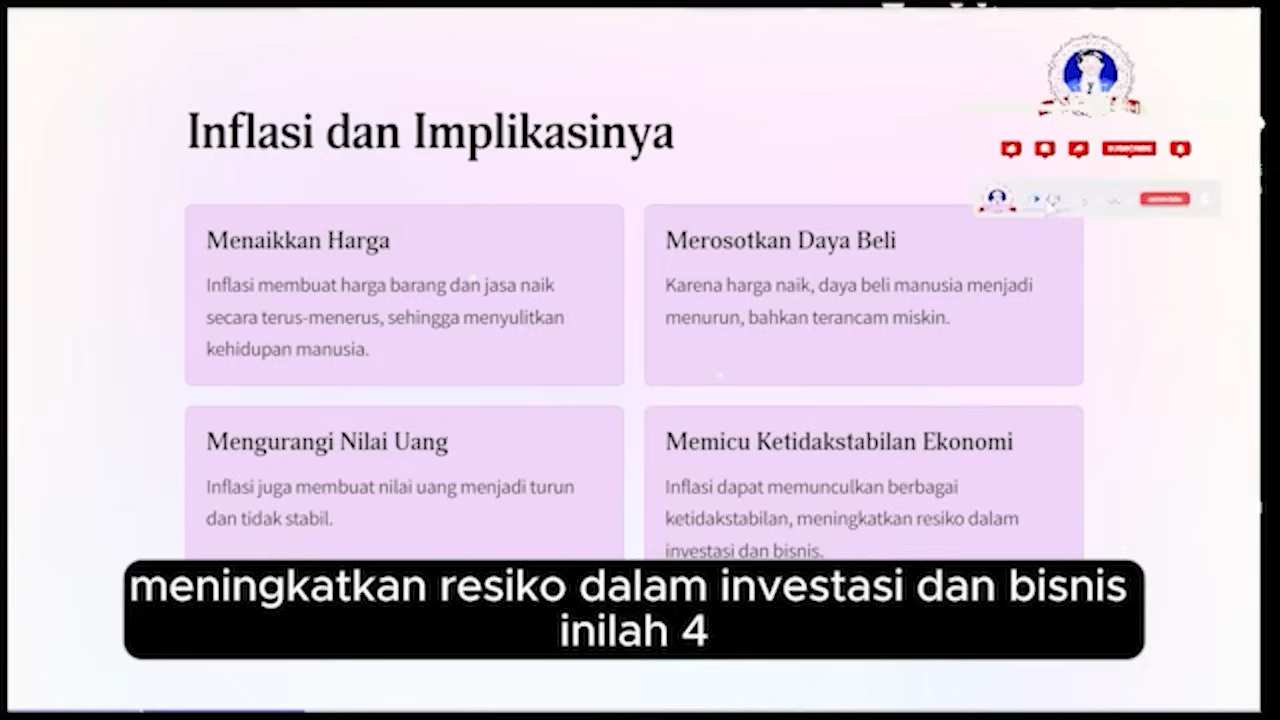 Inflasi dan Implikasinya
Menaikkan Harga
Inflasi membuat harga barang dan jasa naik
secara terus-menerus, sehingga menyulitkan
kehidupan manusia.
Merosotkan Daya Beli
Karena harga naik, daya beli manusia menjadi
menurun, bahkan terancam miskin.
Mengurangi Nilai Uang
Inflasi juga membuat nilai uang menjadi turun
dan tidak stabil.
Memicu Ketidakstabilan Ekonomi
Inflasi dapat memunculkan berbagai
ketidakstabilan, meningkatkan resiko dalam
investasi dan bisnis.
meningkatkan resiko dalam investasi dan bisnis
inilah 4